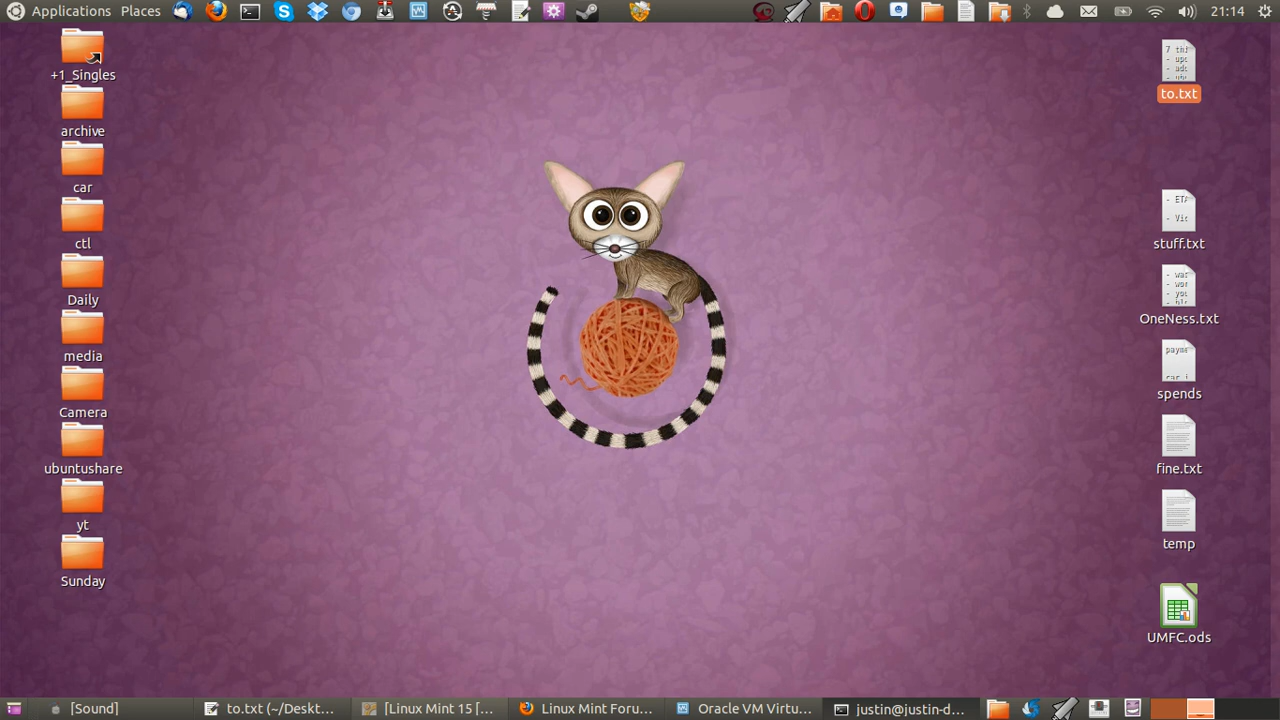 Applications Places 21:14
+1_Singles
archive
car
ctl
Daily
media
Camera
ubuntushare
yt
Sunday
to.txt
stuff.txt
OneNess.txt
spends
fine.txt
temp
UMFC.ods
[Sound] to.txt (~/Deskt... [Linux Mint 15 [... Linux Mint Foru... Oracle VM Virtu... justin@justin-d...